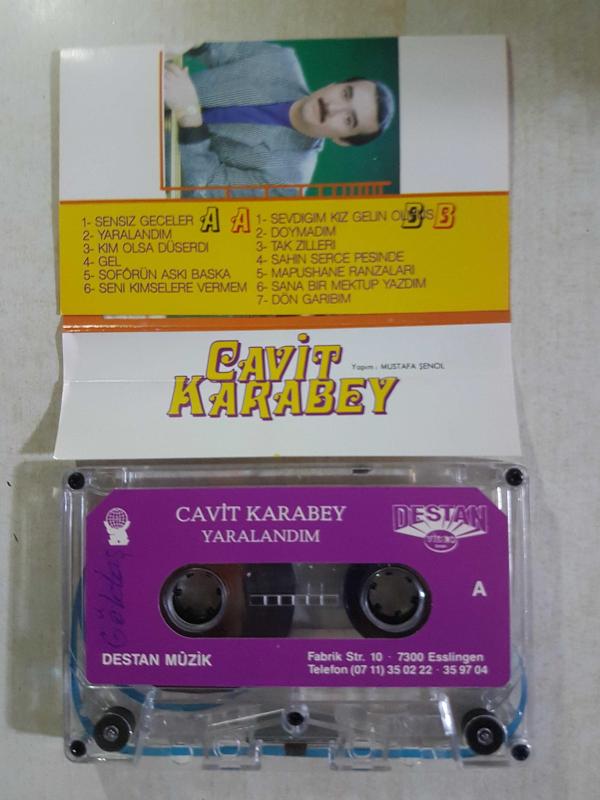 A A
1- SENSIZ GECELER
2- YARALANDIM
3- KIM OLSA DÜSERDI
4- GEL
5- SOFÖRÜN ASKI BASKA
6- SENI KIMSELERE VERMEM
B B
1- SEVDIGIM KIZ GELIN OLMUS
2- DOYMADIM
3- TAK ZILLERI
4- SAHIN SERCE PESINDE
5- MAPUSHANE RANZALARI
6- SANA BIR MEKTUP YAZDIM
7- DÖN GARIBIM
CAVİT
KARABEY
Yapım: MUSTAFA ŞENOL
CAVİT KARABEY
YARALANDIM
DESTAN
A
Göktaş
DESTAN MÜZİK
Fabrik Str. 10 · 7300 Esslingen
Telefon (07 11) 35 02 22 · 35 97 04